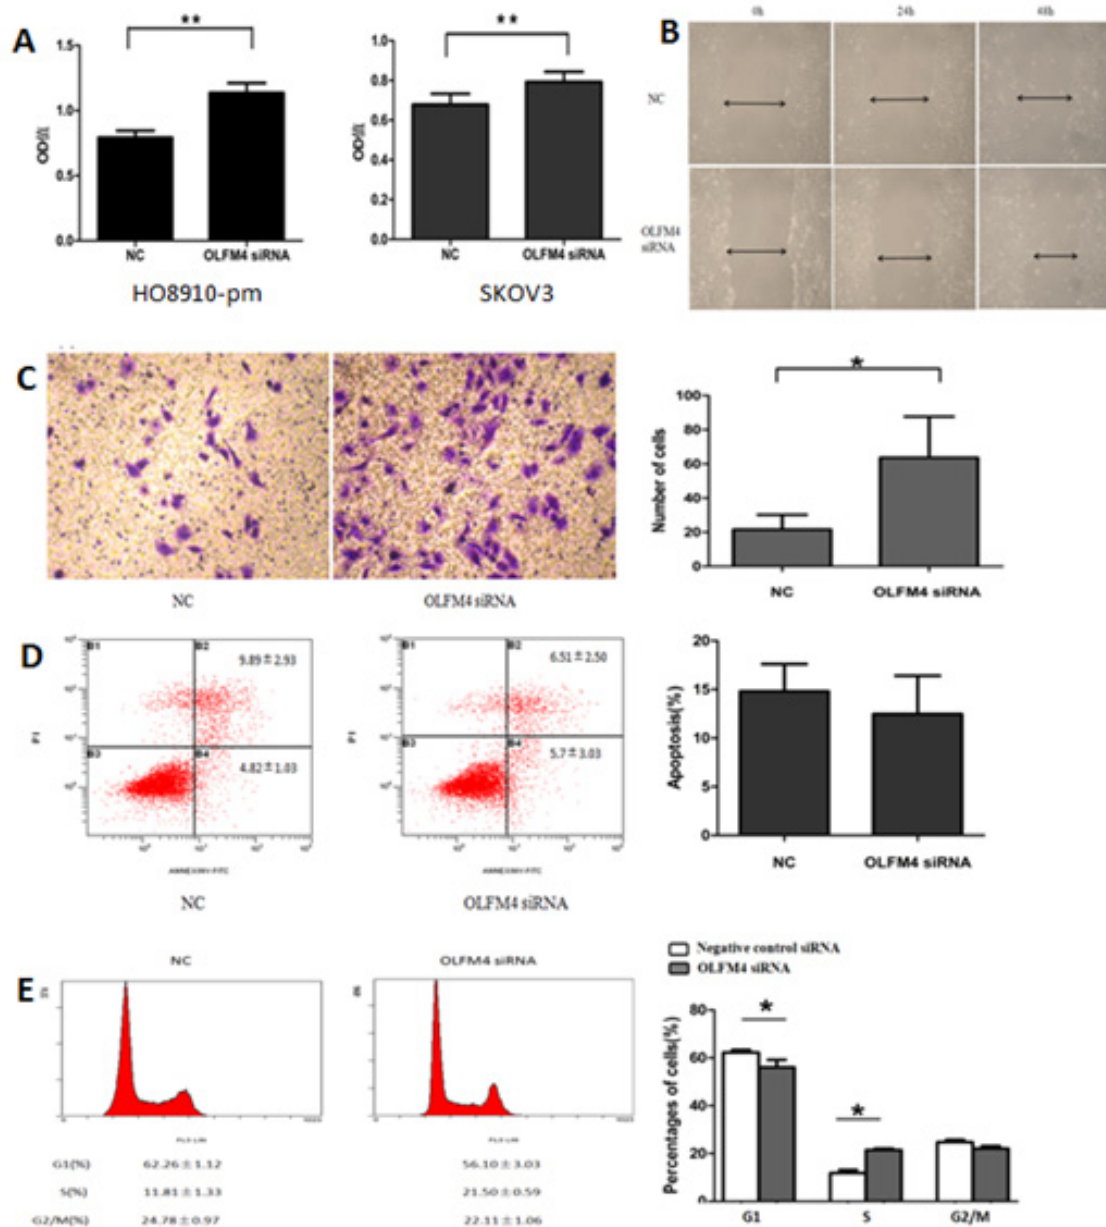 A
**
1.5
1.0
0.5
0.0
OD值
NC
OLFM4 siRNA
HO8910-pm
**
1.0
0.8
0.6
0.4
0.2
0.0
OD值
NC
OLFM4 siRNA
SKOV3
B
0h
24h
48h
NC
OLFM4
siRNA
C
NC
OLFM4 siRNA
*
100
80
60
40
20
0
Number of cells
NC
OLFM4 siRNA
D
B1
B2
9.89±2.93
B3
B4
4.82±1.03
P1
ANNEXINV-FITC
NC
B1
B2
6.51±2.50
B3
B4
5.7±3.03
P1
ANNEXINV-FITC
OLFM4 siRNA
20
15
10
5
0
Apoptosis(%)
NC
OLFM4 siRNA
E
NC
OLFM4 siRNA
G1(%) 62.26±1.12 56.10±3.03
S(%) 11.81±1.33 21.50±0.59
G2/M(%) 24.78±0.97 22.11±1.06
Negative control siRNA
OLFM4 siRNA
*
*
80
60
40
20
0
Percentages of cells(%)
G1
S
G2/M